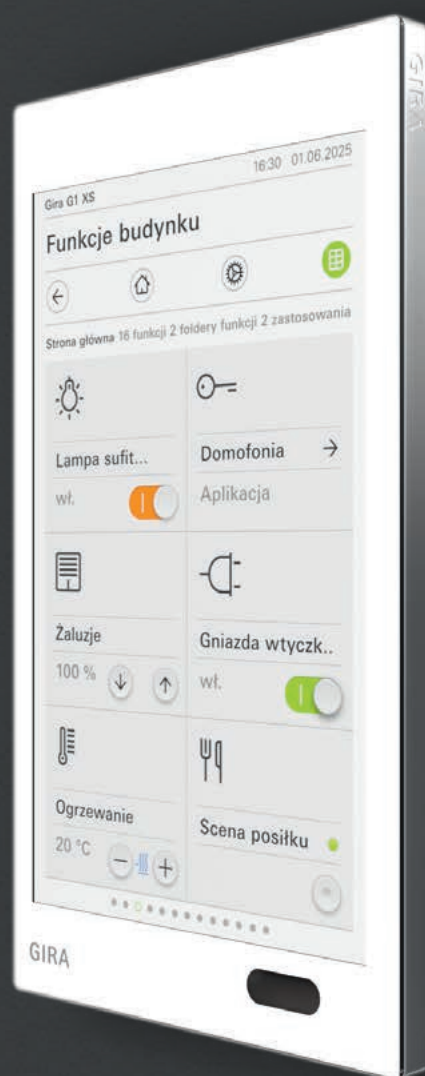 GIRA
Gira G1 XS
16:30 01.06.2025
Funkcje budynku
Strona główna 16 funkcji 2 foldery funkcji 2 zastosowania
Lampa sufit...
wł.
Domofonia
Aplikacja
Żaluzje
100 %
Gniazda wtyczk..
wł.
Ogrzewanie
20 °C
Scena posiłku
GIRA